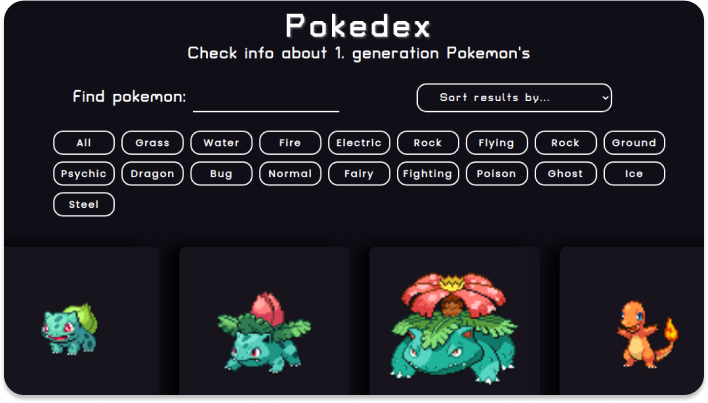 Pokedex
Check info about 1. generation Pokemon's
Find pokemon: Sort results by...
All Grass Water Fire Electric Rock Flying Rock Ground
Psychic Dragon Bug Normal Fairy Fighting Poison Ghost Ice
Steel